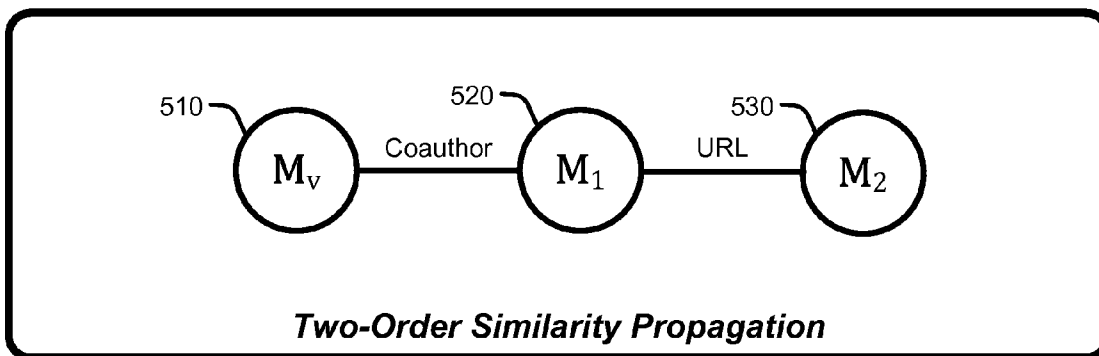 510
520
530
Coauthor
URL
Mv
M1
M2
Two-Order Similarity Propagation